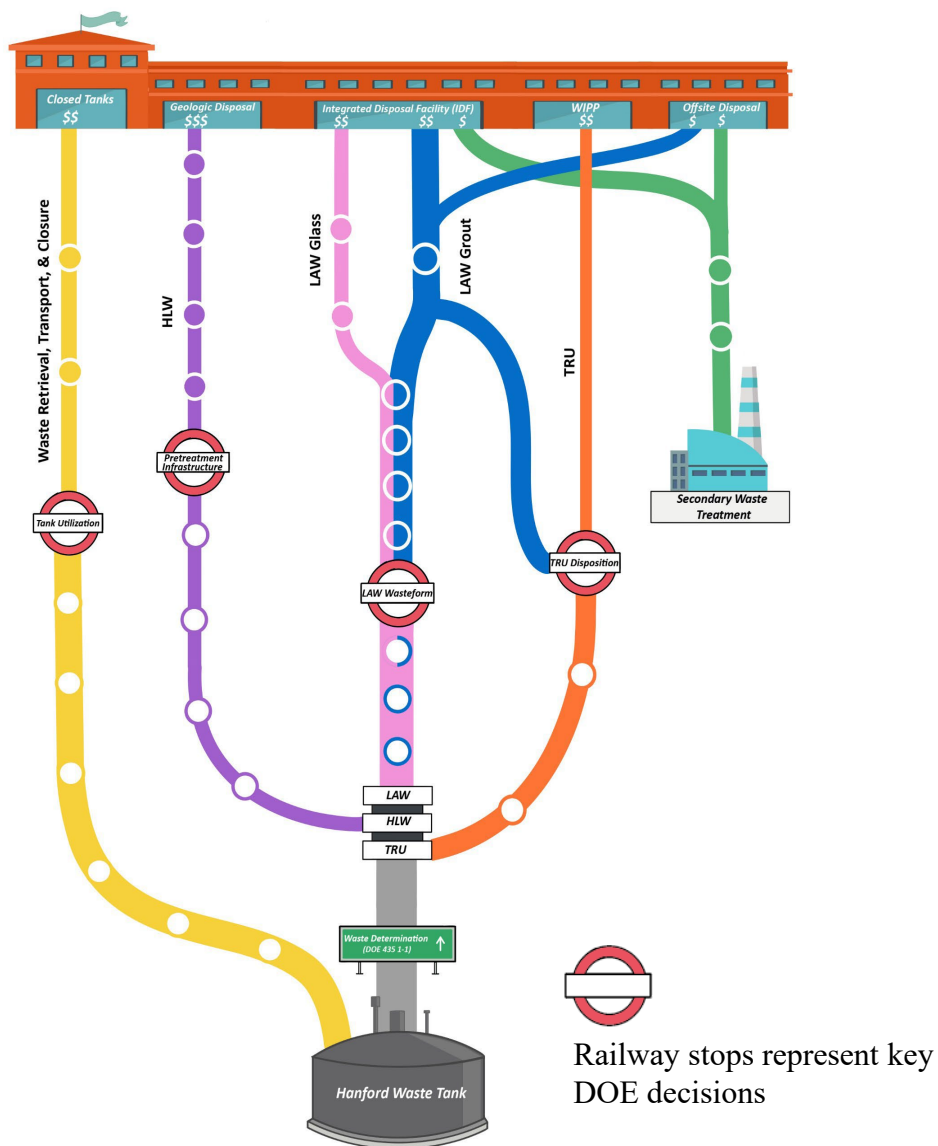 Closed Tanks
$$
Geologic Disposal
$$$
Integrated Disposal Facility (IDF)
$$ $$ $
WIPP
$$
Offsite Disposal
$ $
Waste Retrieval, Transport, & Closure
HLW
LAW Glass
LAW Grout
TRU
Pretreatment
Infrastructure
Tank Utilization
Secondary Waste
Treatment
LAW Wasteform
TRU Disposition
LAW
HLW
TRU
Waste Determination
(DOE 435 1-1)
Hanford Waste Tank
Railway stops represent key
DOE decisions